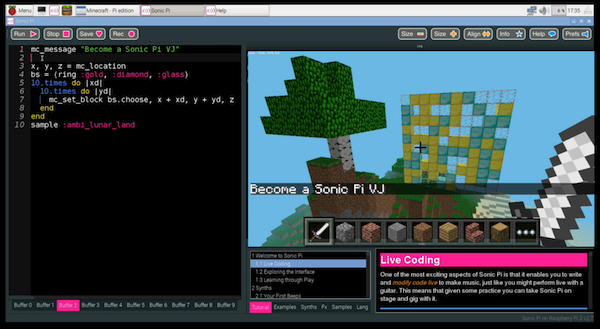 Menu
Minecraft - Pi edition
Sonic Pi
Help
17:35
Sonic Pi
Run
Stop
Save
Rec
Size
Size
Align
Info
Help
Prefs
1 mc_message "Become a Sonic Pi VJ"
2
3 x, y, z = mc_location
4 bs = (ring :gold, :diamond, :glass)
5 10.times do |xd|
6 10.times do |yd|
7 mc_set_block bs.choose, x + xd, y + yd, z
8 end
9 end
10 sample :ambi_lunar_land
Become a Sonic Pi VJ
1 Welcome to Sonic Pi
1.1 Live Coding
1.2 Exploring the Interface
1.3 Learning through Play
2 Synths
2.1 Your First Beeps
Tutorial Examples Synths Fx Samples Lang
Live Coding
One of the most exciting aspects of Sonic Pi is that it enables you to write
and modify code live to make music, just like you might perform live with a
guitar. This means that given some practice you can take Sonic Pi on
stage and gig with it.
Buffer 0 Buffer 1 Buffer 2 Buffer 3 Buffer 4 Buffer 5 Buffer 6 Buffer 7 Buffer 8 Buffer 9
Sonic Pi on Raspberry Pi 2